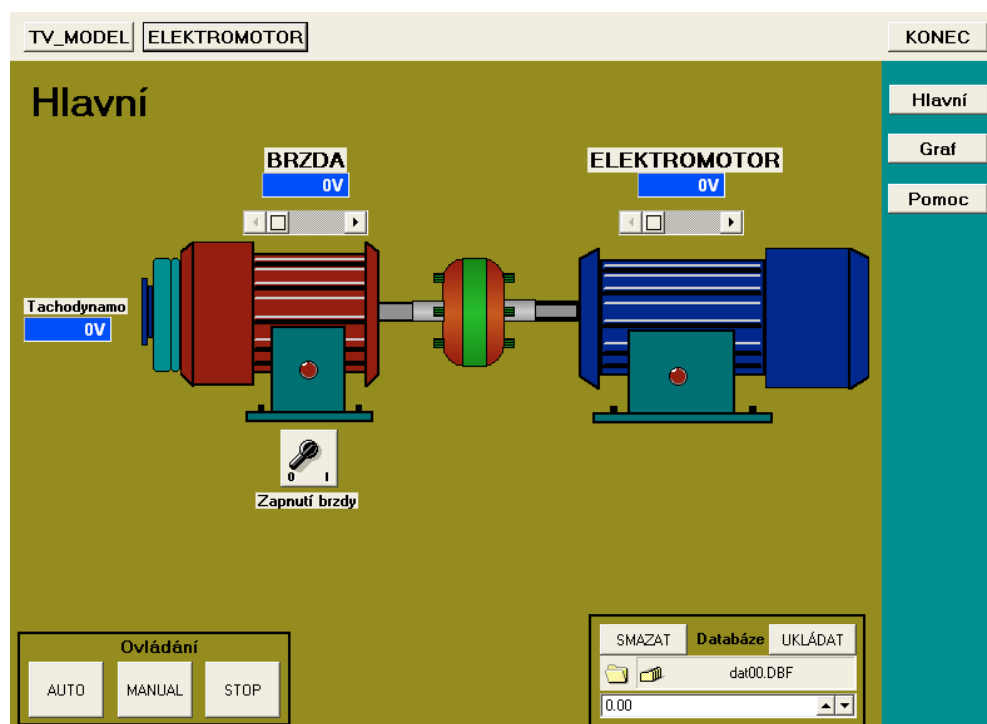 TV_MODEL ELEKTROMOTOR KONEC
Hlavní
Hlavní
Graf
Pomoc
BRZDA
0V
ELEKTROMOTOR
0V
Tachodynamo
0V
0 I
Zapnutí brzdy
Ovládání
AUTO MANUAL STOP
SMAZAT Databáze UKLÁDAT
dat00.DBF
0.00